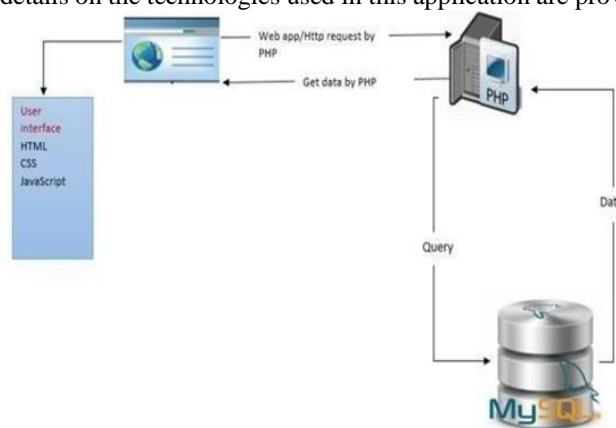 details on the technologies used in this application are prov
Web app/Http request by
PHP
Get data by PHP
PHP
User
interface
HTML
CSS
JavaScript
Query
Dat
MySQL